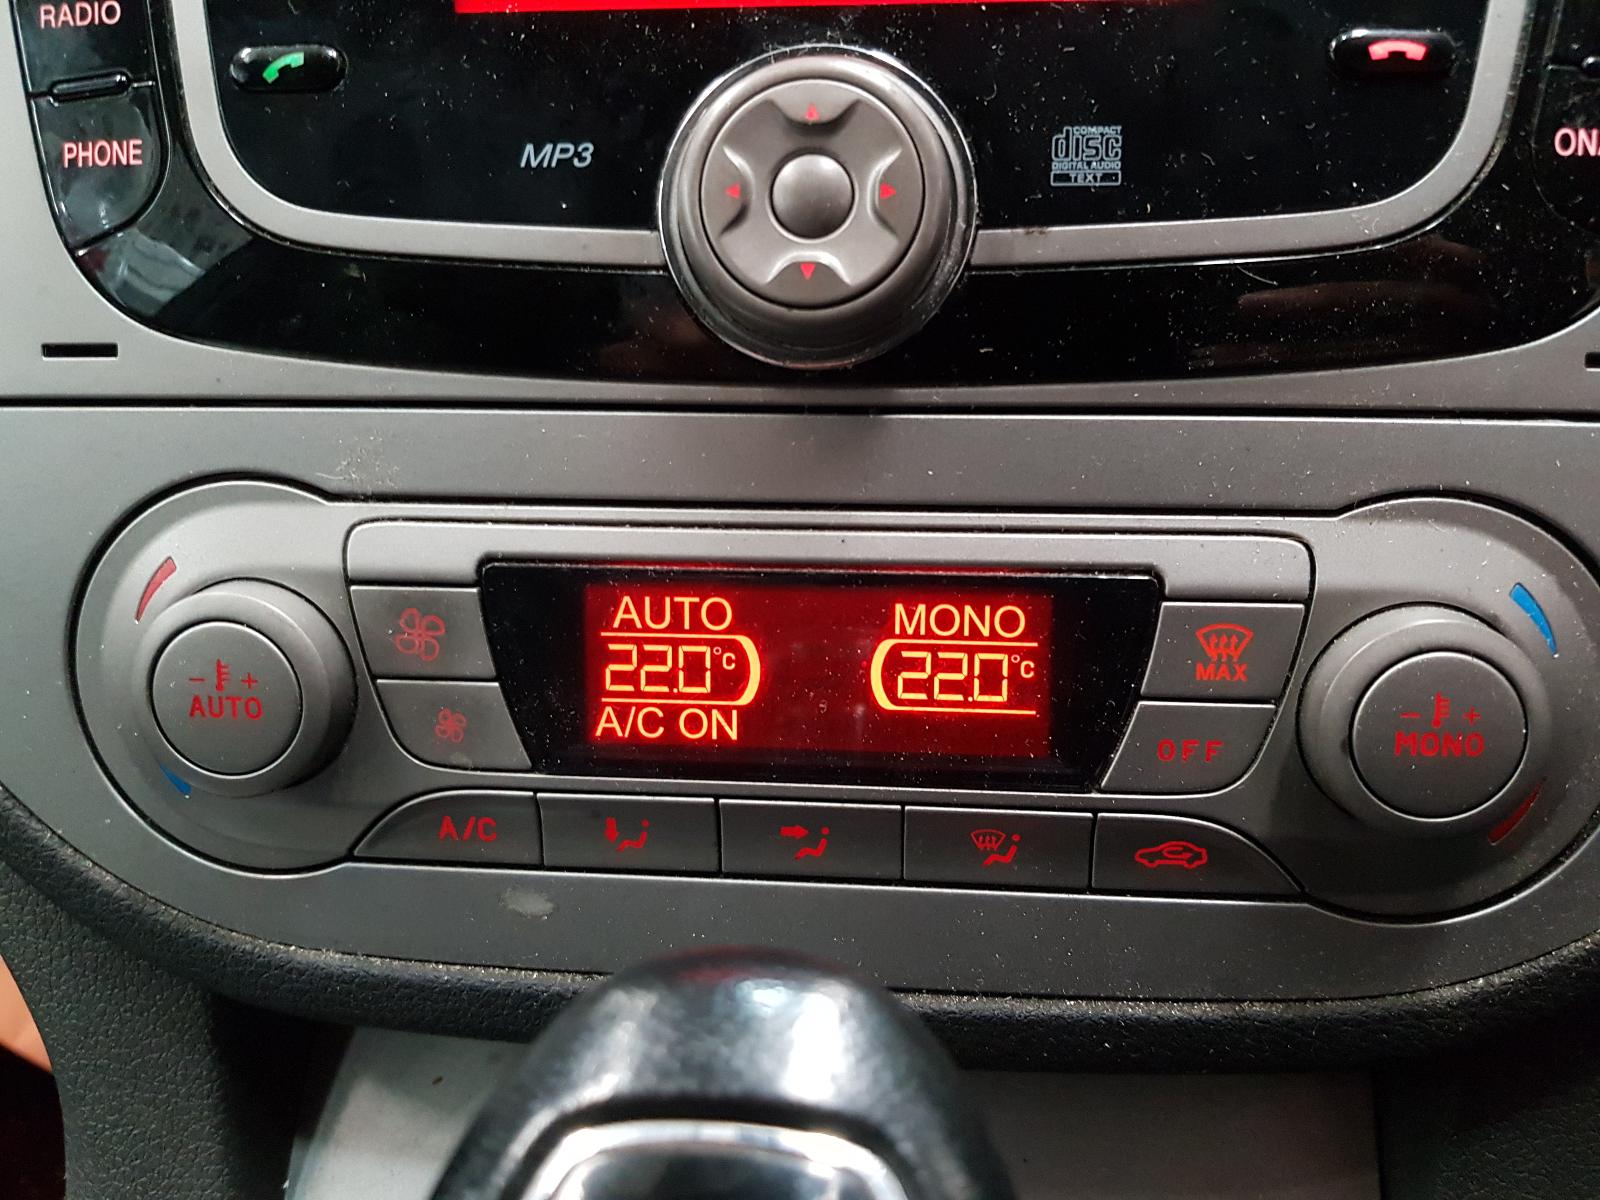 RADIO
PHONE
MP3
COMPACT
disc
DIGITAL AUDIO
TEXT
AUTO
22.0°c
A/C ON
MONO
22.0°c
- +
AUTO
MAX
OFF
- +
MONO
A/C